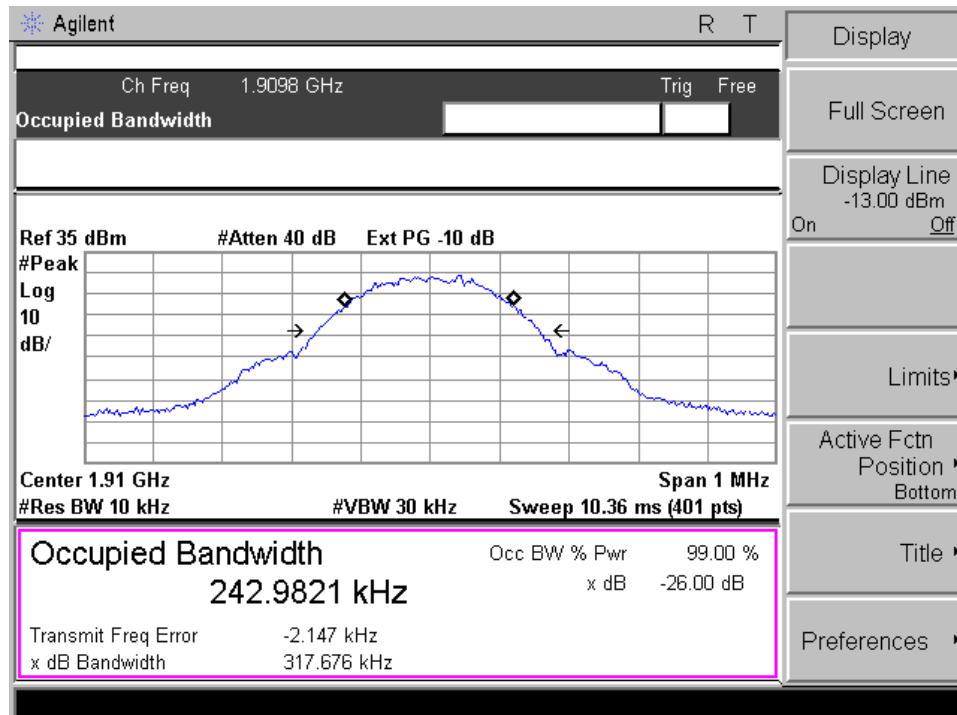 Agilent R T
Ch Freq 1.9098 GHz Trig Free
Occupied Bandwidth
Ref 35 dBm #Atten 40 dB Ext PG -10 dB
#Peak
Log
10
dB/
Center 1.91 GHz Span 1 MHz
#Res BW 10 kHz #VBW 30 kHz Sweep 10.36 ms (401 pts)
Occupied Bandwidth
242.9821 kHz
Occ BW % Pwr 99.00 %
x dB -26.00 dB
Transmit Freq Error -2.147 kHz
x dB Bandwidth 317.676 kHz
Display
Full Screen
Display Line
-13.00 dBm
On Off
Limits
Active Fctn
Position
Bottom
Title
Preferences